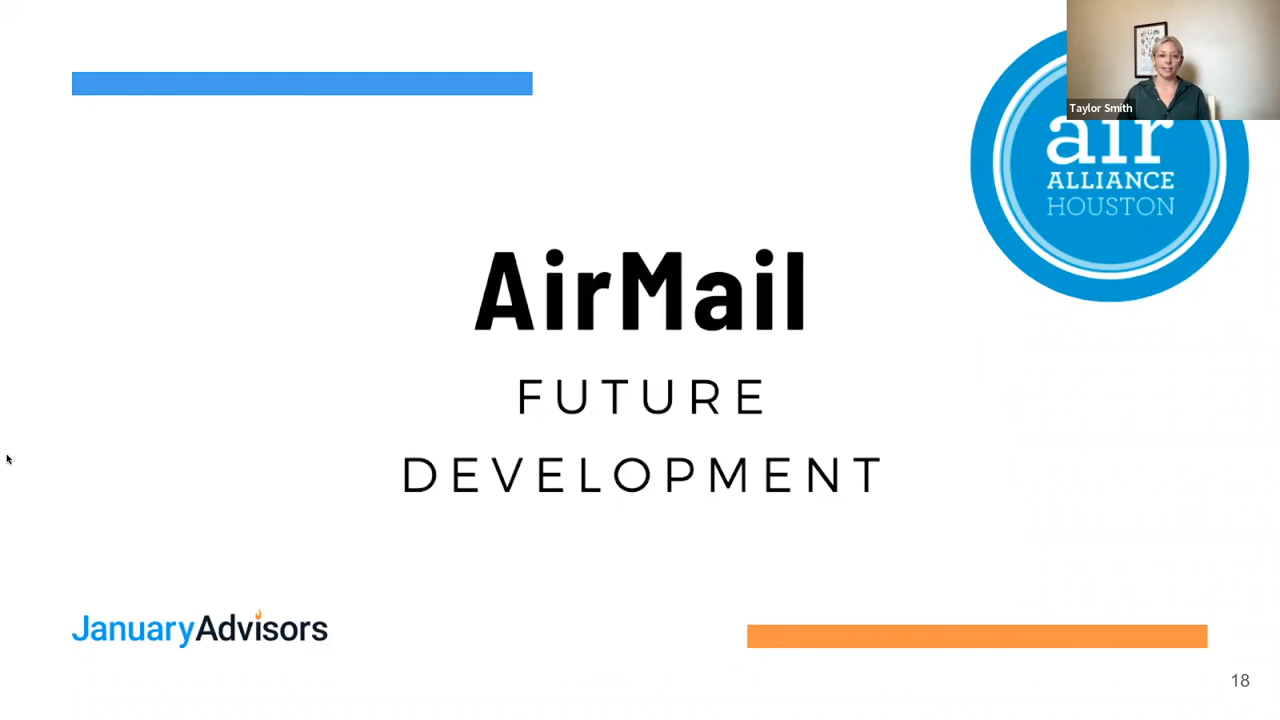 Taylor Smith
air
ALLIANCE
HOUSTON
AirMail
FUTURE
DEVELOPMENT
JanuaryAdvisors
18